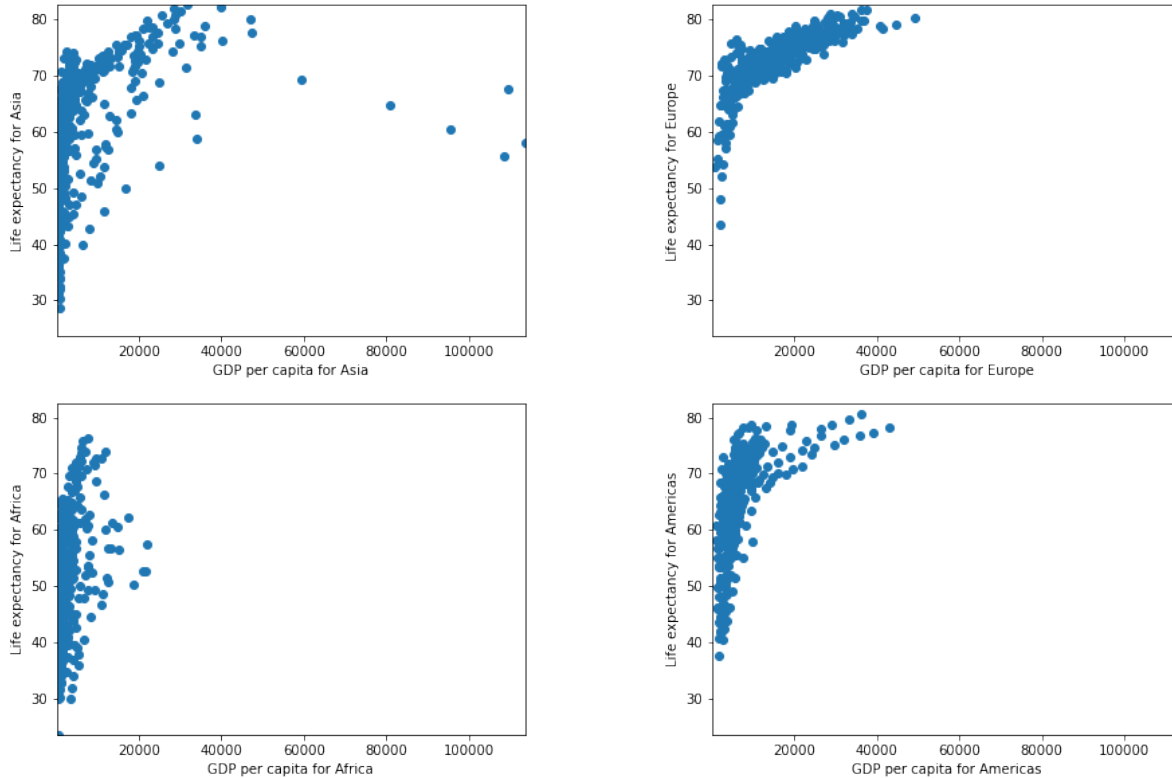 Life expectancy for Asia
80
70
60
50
40
30
20000 40000 60000 80000 100000
GDP per capita for Asia
Life expectancy for Europe
80
70
60
50
40
30
20000 40000 60000 80000 100000
GDP per capita for Europe
Life expectancy for Africa
80
70
60
50
40
30
20000 40000 60000 80000 100000
GDP per capita for Africa
Life expectancy for Americas
80
70
60
50
40
30
20000 40000 60000 80000 100000
GDP per capita for Americas